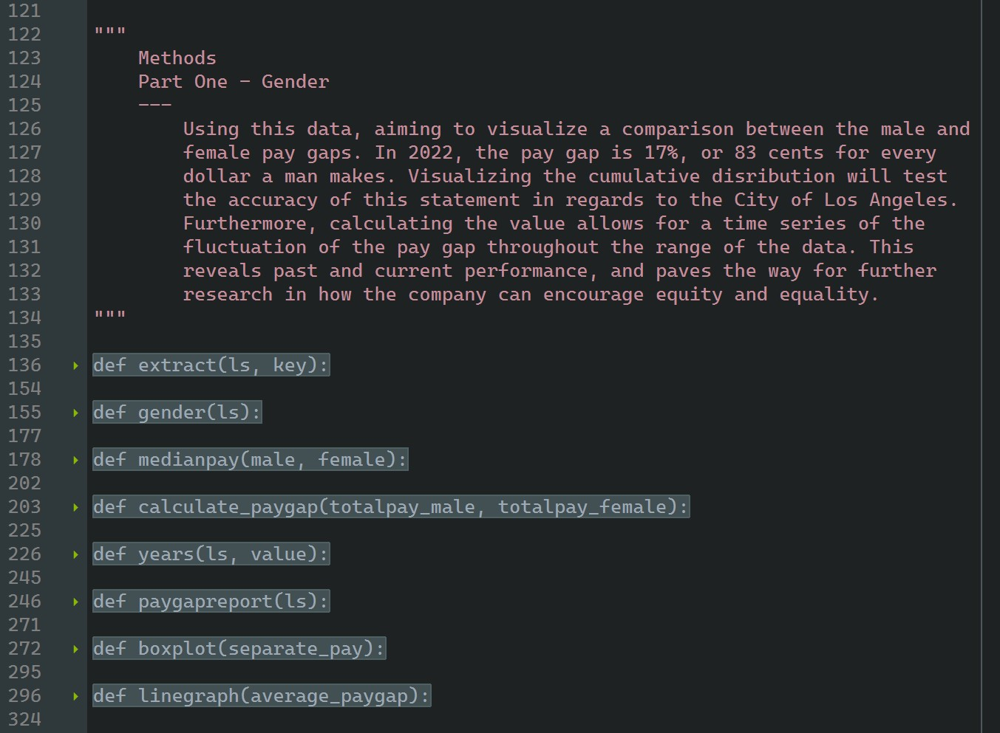 121
122 """
123 Methods
124 Part One - Gender
125 ---
126 Using this data, aiming to visualize a comparison between the male and
127 female pay gaps. In 2022, the pay gap is 17%, or 83 cents for every
128 dollar a man makes. Visualizing the cumulative disribution will test
129 the accuracy of this statement in regards to the City of Los Angeles.
130 Furthermore, calculating the value allows for a time series of the
131 fluctuation of the pay gap throughout the range of the data. This
132 reveals past and current performance, and paves the way for further
133 research in how the company can encourage equity and equality.
134 """
135
136 def extract(ls, key):
154
155 def gender(ls):
177
178 def medianpay(male, female):
202
203 def calculate_paygap(totalpay_male, totalpay_female):
225
226 def years(ls, value):
245
246 def paygapreport(ls):
271
272 def boxplot(separate_pay):
295
296 def linegraph(average_paygap):
324